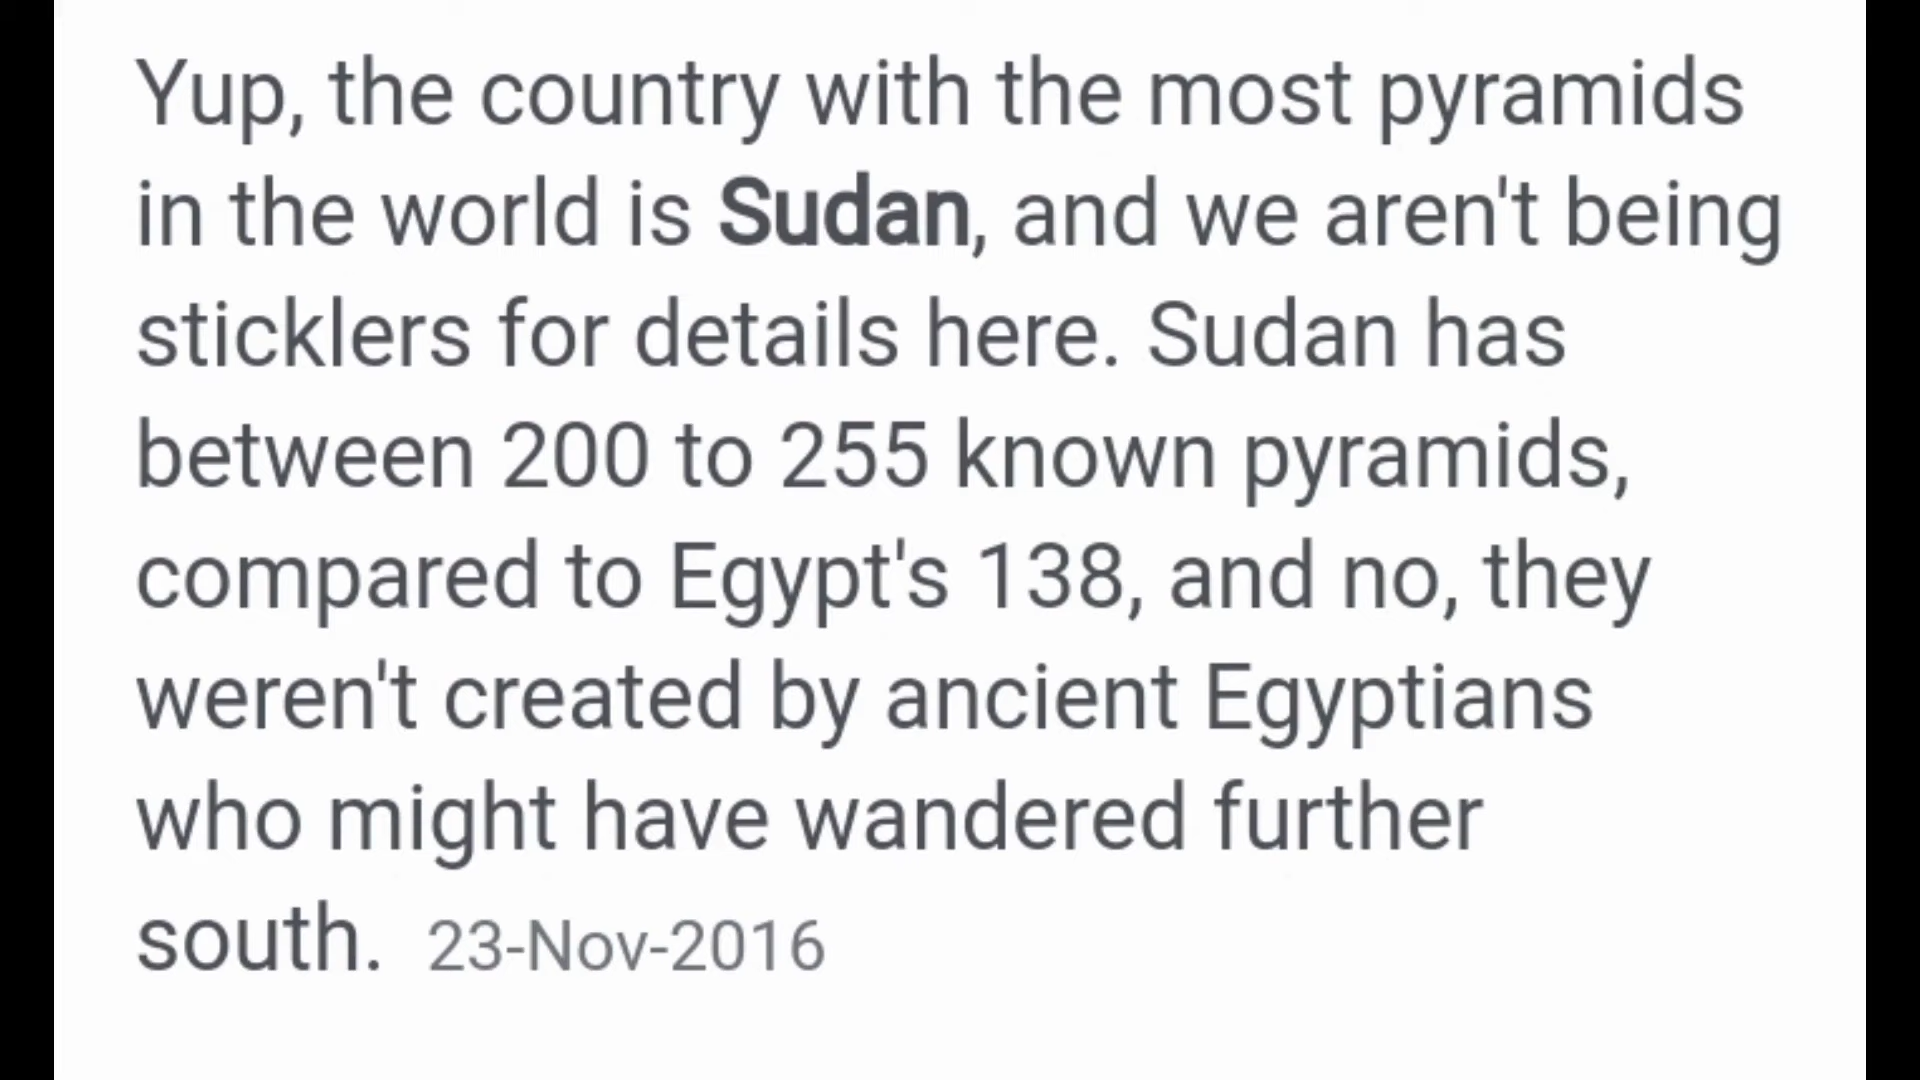 Yup, the country with the most pyramids
in the world is Sudan, and we aren't being
sticklers for details here. Sudan has
between 200 to 255 known pyramids,
compared to Egypt's 138, and no, they
weren't created by ancient Egyptians
who might have wandered further
south. 23-Nov-2016